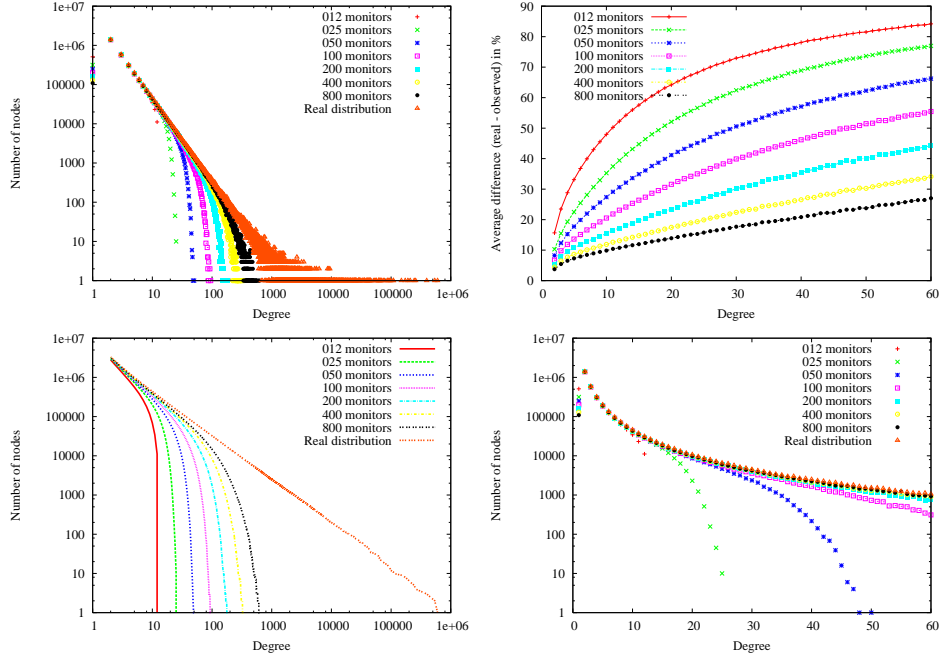 1e+07
1e+06
100000
10000
1000
100
10
1
1
10
100
1000
10000
100000
1e+06
Number of nodes
Degree
012 monitors
025 monitors
050 monitors
100 monitors
200 monitors
400 monitors
800 monitors
Real distribution
90
80
70
60
50
40
30
20
10
0
0
10
20
30
40
50
60
Average difference (real - observed) in %
Degree
012 monitors
025 monitors
050 monitors
100 monitors
200 monitors
400 monitors
800 monitors
1e+07
1e+06
100000
10000
1000
100
10
1
1
10
100
1000
10000
100000
1e+06
Number of nodes
Degree
012 monitors
025 monitors
050 monitors
100 monitors
200 monitors
400 monitors
800 monitors
Real distribution
1e+07
1e+06
100000
10000
1000
100
10
1
0
10
20
30
40
50
60
Number of nodes
Degree
012 monitors
025 monitors
050 monitors
100 monitors
200 monitors
400 monitors
800 monitors
Real distribution